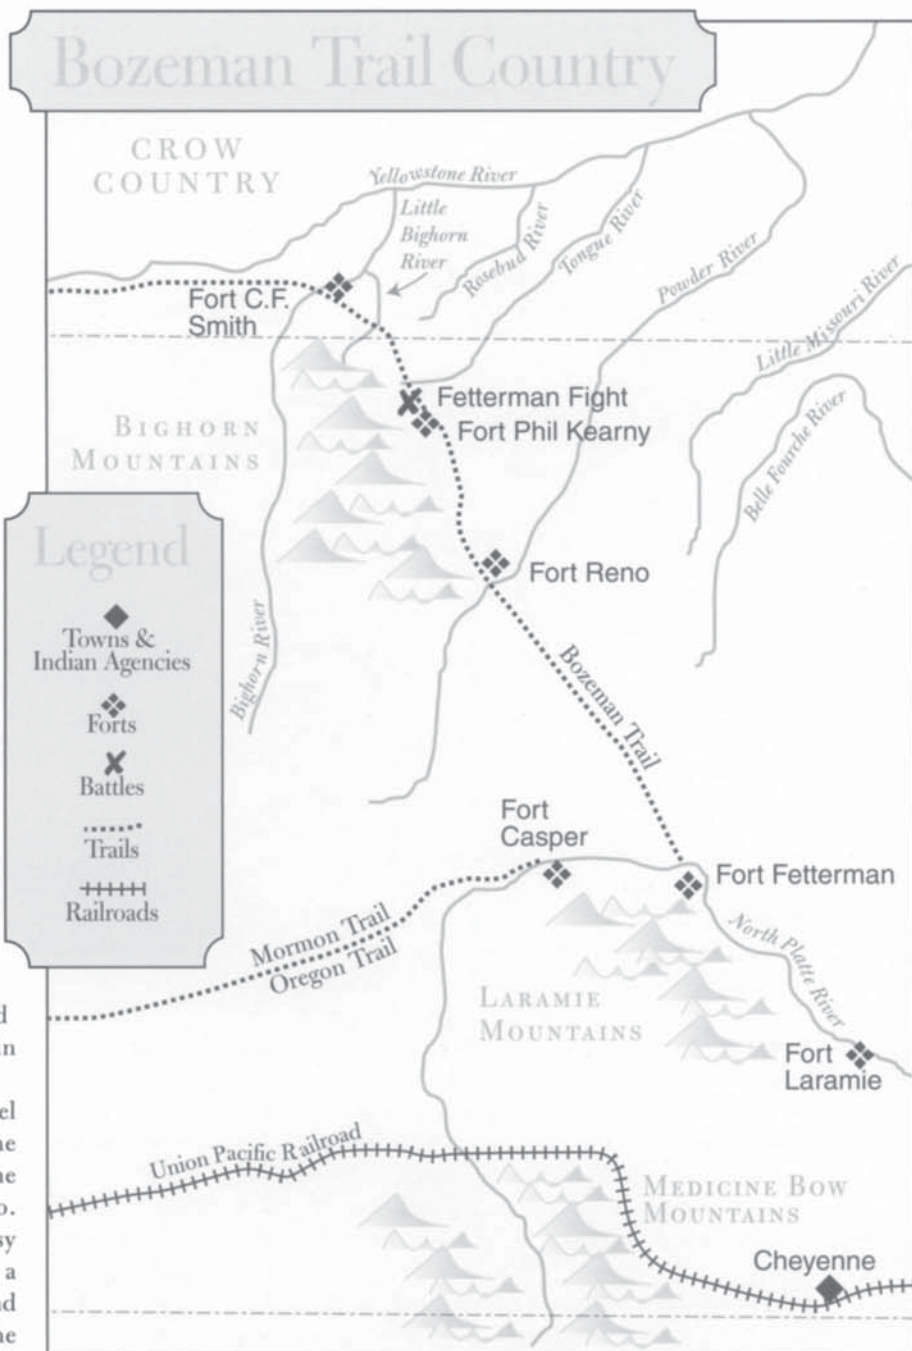 Bozeman Trail Country
CROW
COUNTRY
Yellowstone River
Little
Bighorn
River
Rosebud River
Tongue River
Powder River
Little Missouri River
Belle Fourche River
Fort C.F.
Smith
Fetterman Fight
Fort Phil Kearny
BIGHORN
MOUNTAINS
Fort Reno
Bighorn River
Bozeman Trail
Legend
Towns &
Indian Agencies
Forts
Battles
Trails
Railroads
Fort
Casper
Fort Fetterman
Mormon Trail
Oregon Trail
North Platte River
LARAMIE
MOUNTAINS
Fort
Laramie
Union Pacific Railroad
MEDICINE BOW
MOUNTAINS
Cheyenne